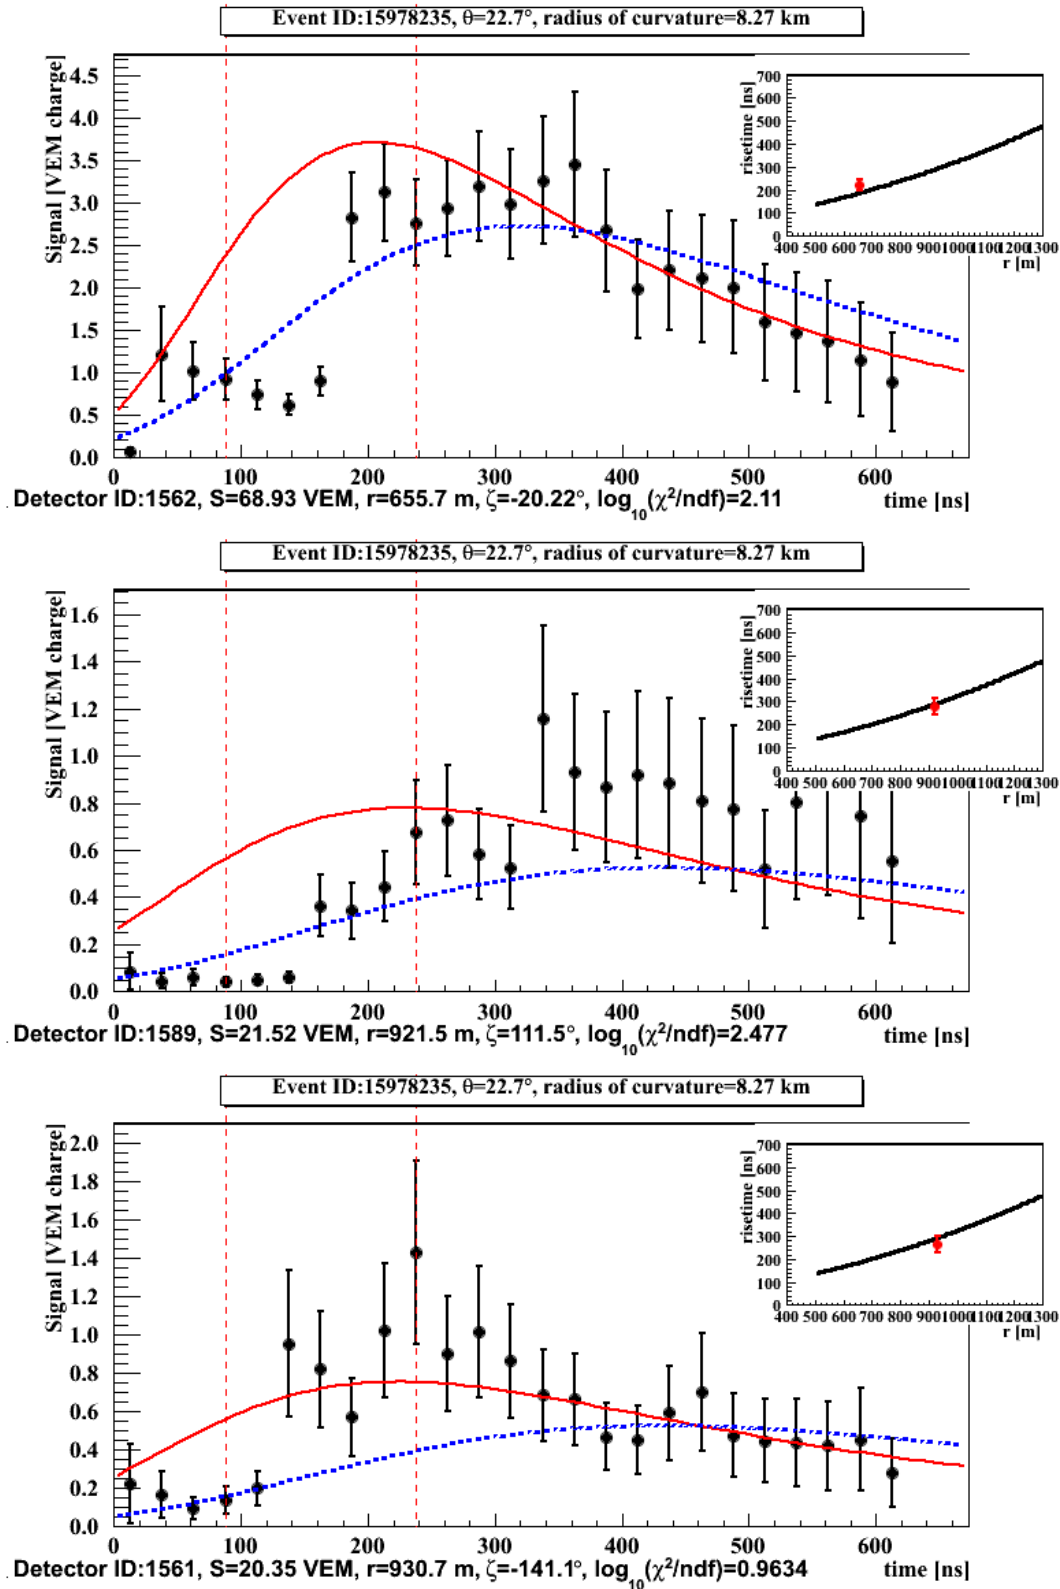 Event ID:15978235, θ=22.7°, radius of curvature=8.27 km
Signal [VEM charge]
4.5
4.0
3.5
3.0
2.5
2.0
1.5
1.0
0.5
0.0
0 100 200 300 400 500 600
time [ns]
risetime [ns]
700
600
500
400
300
200
100
0
400 500 600 700 800 900 1000 1100 1200 1300
r [m]
Detector ID:1562, S=68.93 VEM, r=655.7 m, ζ=-20.22°, log10(χ²/ndf)=2.11
Event ID:15978235, θ=22.7°, radius of curvature=8.27 km
Signal [VEM charge]
1.6
1.4
1.2
1.0
0.8
0.6
0.4
0.2
0.0
0 100 200 300 400 500 600
time [ns]
risetime [ns]
700
600
500
400
300
200
100
0
400 500 600 700 800 900 1000 1100 1200 1300
r [m]
Detector ID:1589, S=21.52 VEM, r=921.5 m, ζ=111.5°, log10(χ²/ndf)=2.477
Event ID:15978235, θ=22.7°, radius of curvature=8.27 km
Signal [VEM charge]
2.0
1.8
1.6
1.4
1.2
1.0
0.8
0.6
0.4
0.2
0.0
0 100 200 300 400 500 600
time [ns]
risetime [ns]
700
600
500
400
300
200
100
0
400 500 600 700 800 900 1000 1100 1200 1300
r [m]
Detector ID:1561, S=20.35 VEM, r=930.7 m, ζ=-141.1°, log10(χ²/ndf)=0.9634